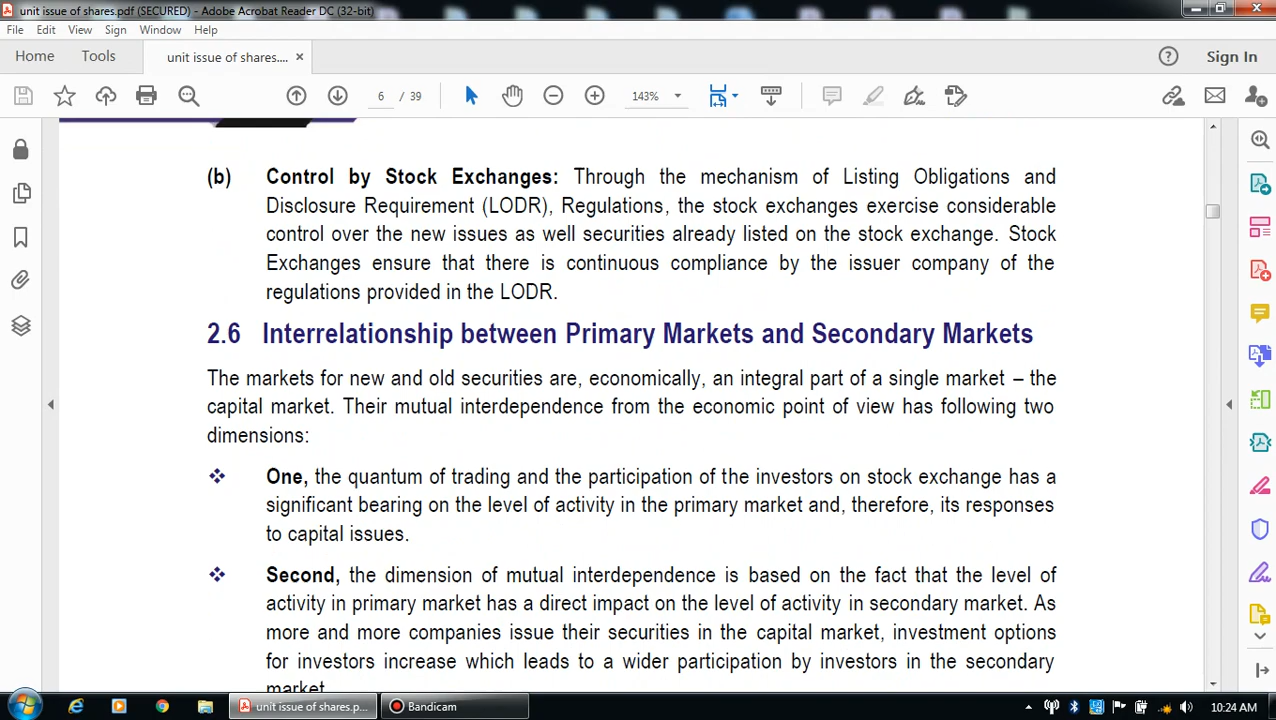 unit issue of shares.pdf (SECURED) - Adobe Acrobat Reader DC (32-bit)
File Edit View Sign Window Help
Home Tools unit issue of shares.... × Sign In
6 / 39 143%
(b) Control by Stock Exchanges: Through the mechanism of Listing Obligations and
Disclosure Requirement (LODR), Regulations, the stock exchanges exercise considerable
control over the new issues as well securities already listed on the stock exchange. Stock
Exchanges ensure that there is continuous compliance by the issuer company of the
regulations provided in the LODR.
2.6 Interrelationship between Primary Markets and Secondary Markets
The markets for new and old securities are, economically, an integral part of a single market – the
capital market. Their mutual interdependence from the economic point of view has following two
dimensions:
One, the quantum of trading and the participation of the investors on stock exchange has a
significant bearing on the level of activity in the primary market and, therefore, its responses
to capital issues.
Second, the dimension of mutual interdependence is based on the fact that the level of
activity in primary market has a direct impact on the level of activity in secondary market. As
more and more companies issue their securities in the capital market, investment options
for investors increase which leads to a wider participation by investors in the secondary
market.
unit issue of shares.p... Bandicam 10:24 AM